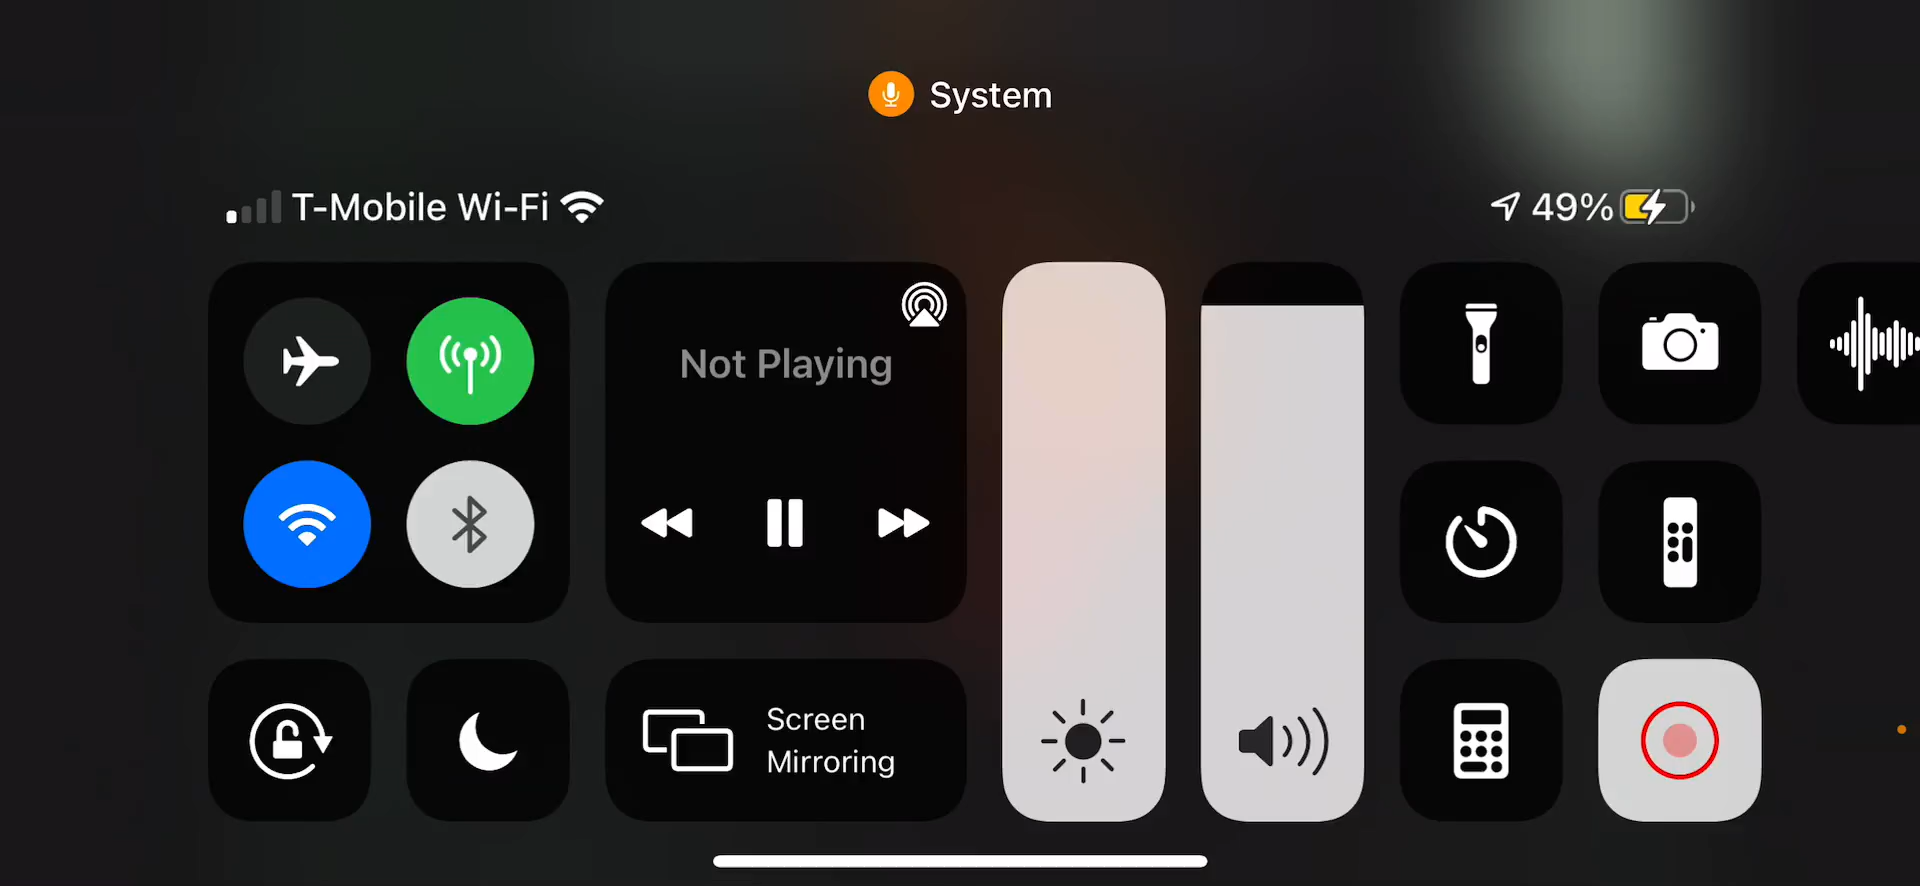 System
T-Mobile Wi-Fi
49%
Not Playing
Screen
Mirroring